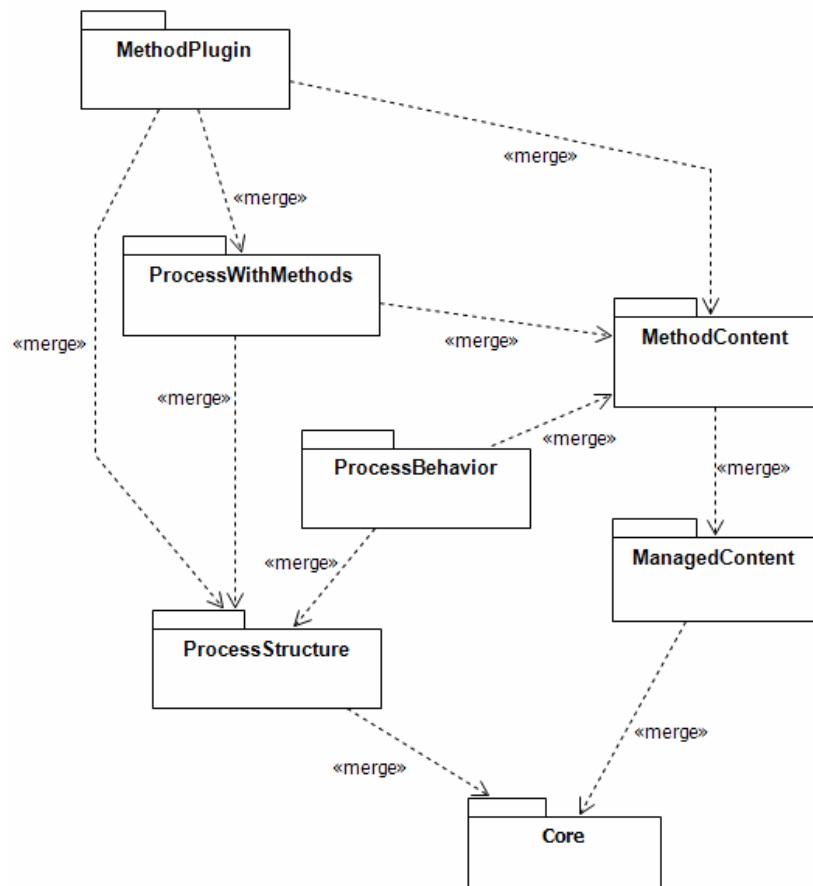 MethodPlugin
«merge»
«merge»
ProcessWithMethods
«merge»
«merge»
MethodContent
«merge»
«merge»
ProcessBehavior
«merge»
ManagedContent
«merge»
ProcessStructure
«merge»
«merge»
Core